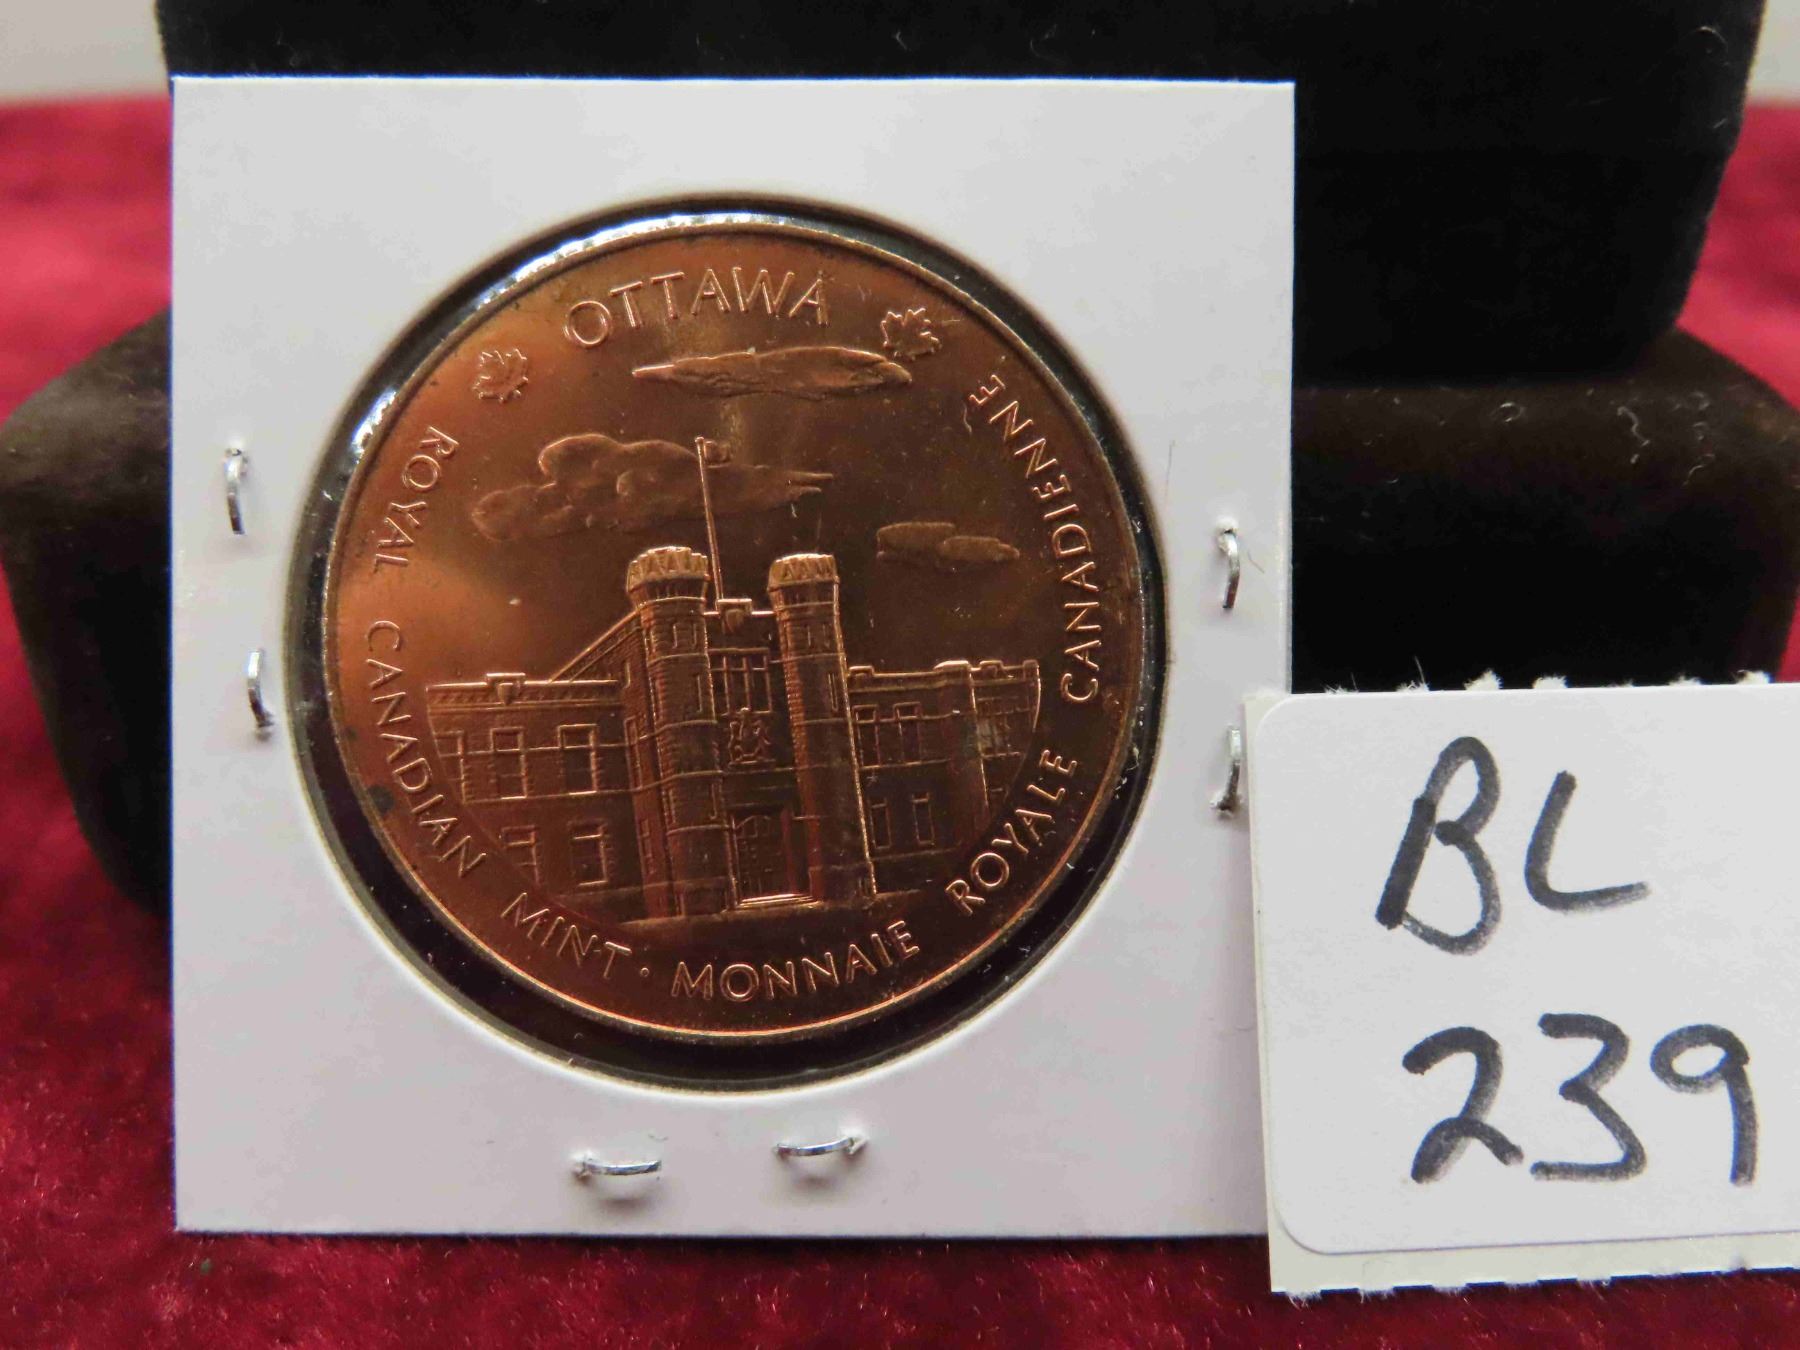 OTTAWA
ROYAL CANADIAN MINT · MONNAIE ROYALE CANADIENNE
BL
239